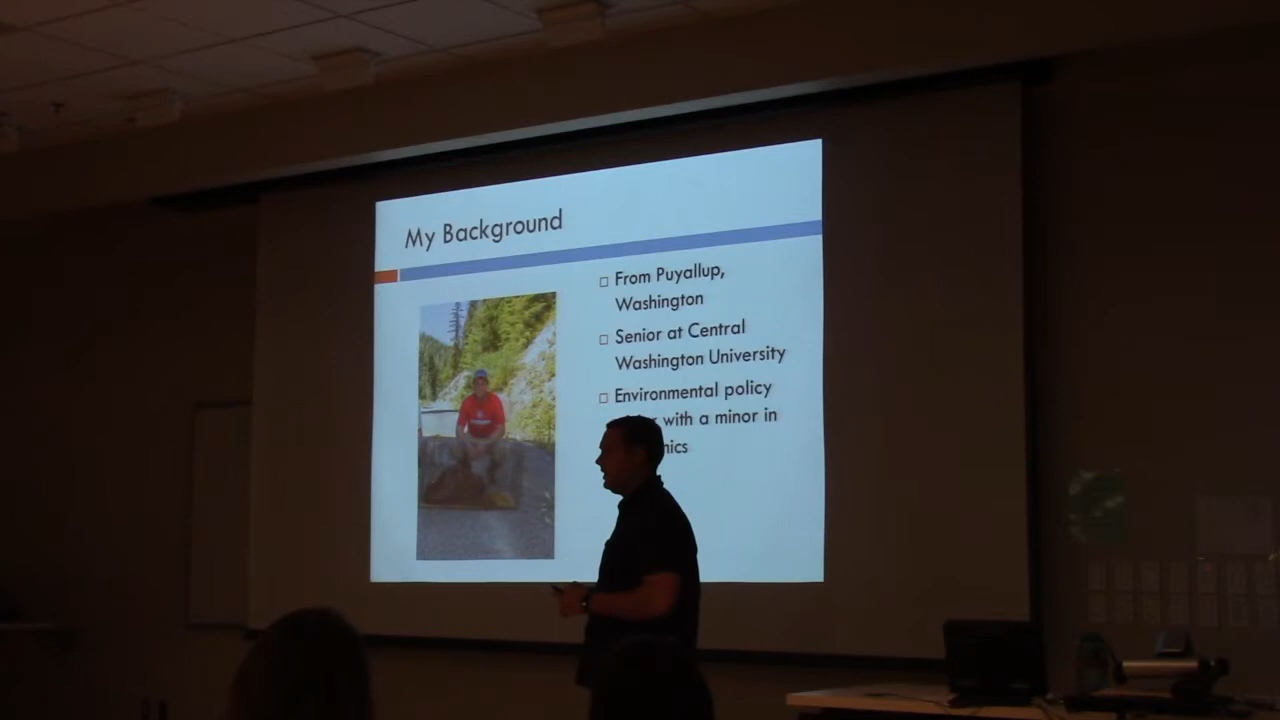 My Background
□ From Puyallup,
Washington
□ Senior at Central
Washington University
□ Environmental policy
with a minor in